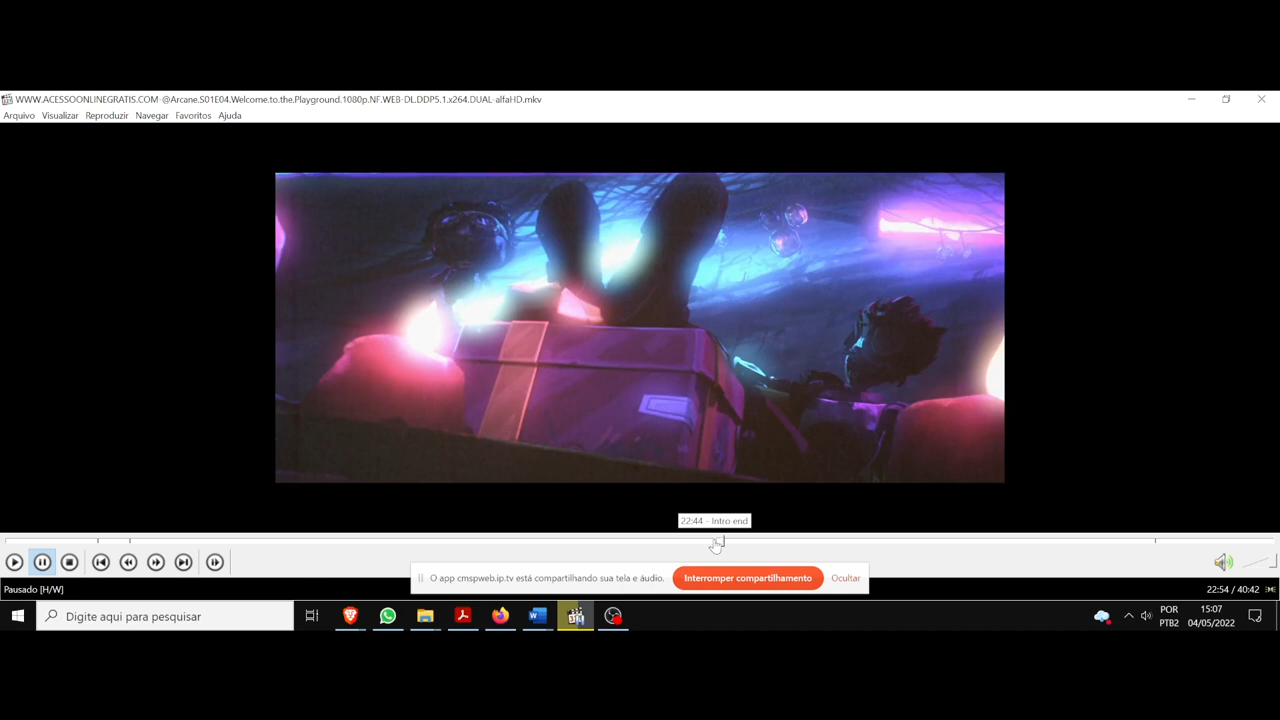 WWW.ACESSOONLINEGRATIS.COM-@Arcane.S01E04.Welcome.to.the.Playground.1080p.NF.WEB-DL.DDP5.1.x264.DUAL-alfaHD.mkv
Arquivo Visualizar Reproduzir Navegar Favoritos Ajuda
22:44 - Intro end
O app cmspweb.ip.tv está compartilhando sua tela e áudio. Interromper compartilhamento Ocultar
Pausado [H/W] 22:54 / 40:42
Digite aqui para pesquisar
POR 15:07
PTB2 04/05/2022